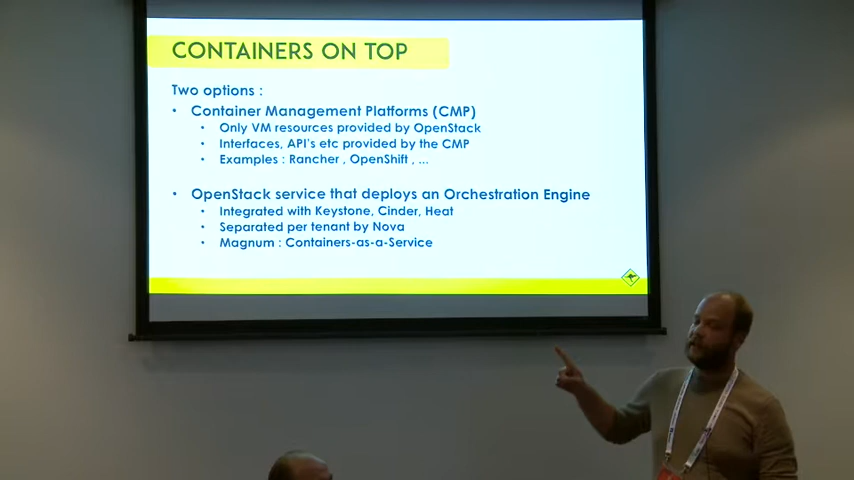 CONTAINERS ON TOP
Two options :
• Container Management Platforms (CMP)
• Only VM resources provided by OpenStack
• Interfaces, API's etc provided by the CMP
• Examples : Rancher , OpenShift , ...
• OpenStack service that deploys an Orchestration Engine
• Integrated with Keystone, Cinder, Heat
• Separated per tenant by Nova
• Magnum : Containers-as-a-Service